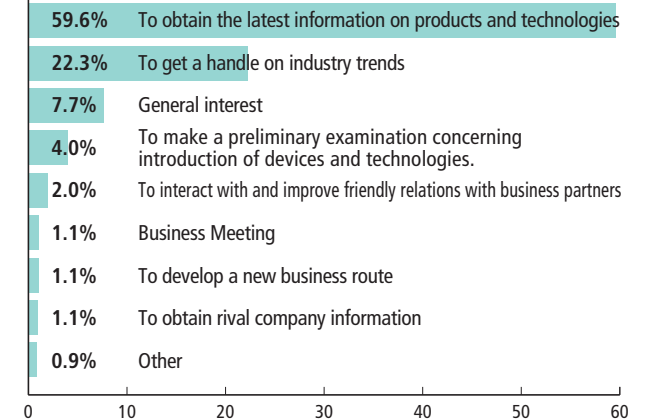 59.6% To obtain the latest information on products and technologies
22.3% To get a handle on industry trends
7.7% General interest
4.0% To make a preliminary examination concerning
introduction of devices and technologies.
2.0% To interact with and improve friendly relations with business partners
1.1% Business Meeting
1.1% To develop a new business route
1.1% To obtain rival company information
0.9% Other
0 10 20 30 40 50 60